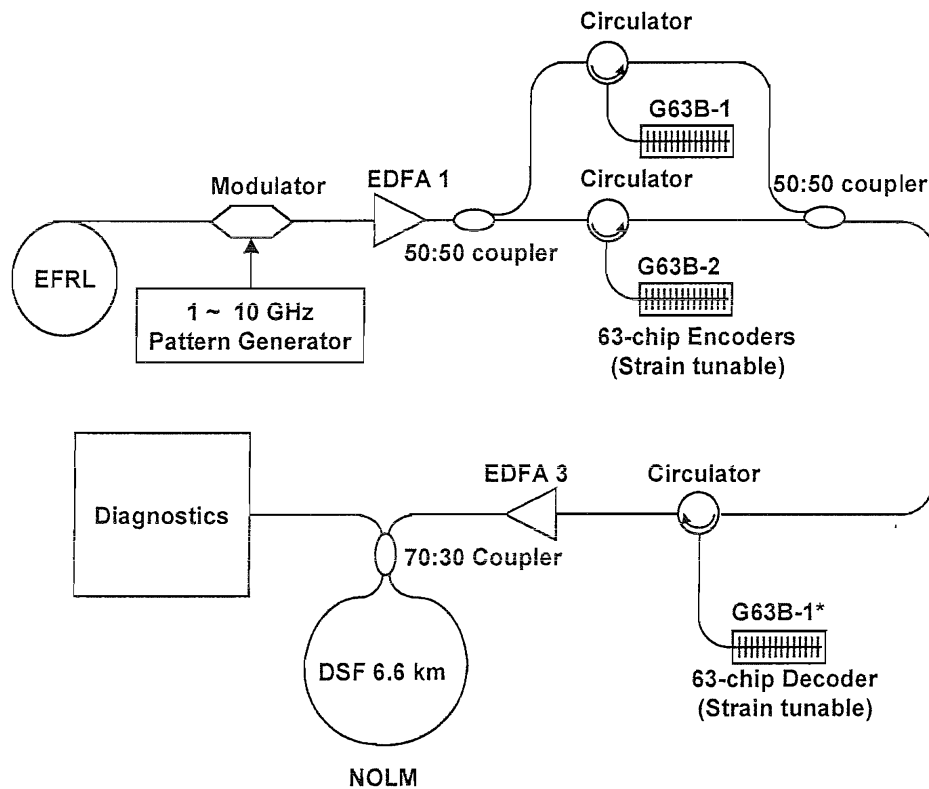 Circulator
G63B-1
Modulator
EDFA 1
Circulator
50:50 coupler
50:50 coupler
EFRL
G63B-2
1 ~ 10 GHz
Pattern Generator
63-chip Encoders
(Strain tunable)
EDFA 3
Circulator
Diagnostics
70:30 Coupler
G63B-1*
DSF 6.6 km
63-chip Decoder
(Strain tunable)
NOLM